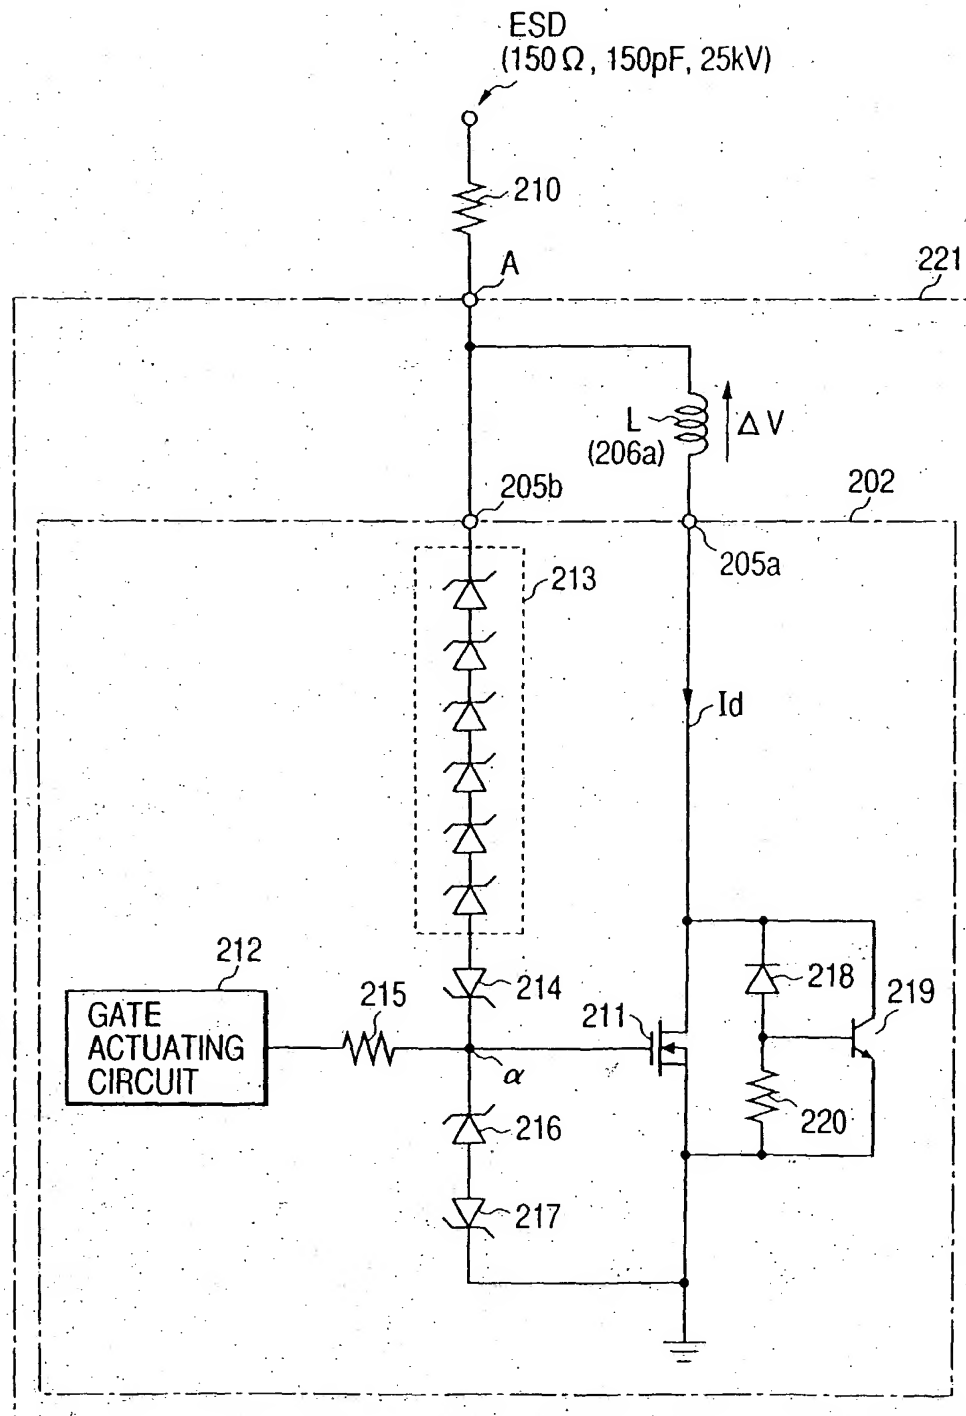 ESD
(150Ω, 150pF, 25kV)
210
A
221
L
(206a)
ΔV
205b
202
205a
213
Id
212
GATE
ACTUATING
CIRCUIT
215
214
α
211
218
219
216
220
217